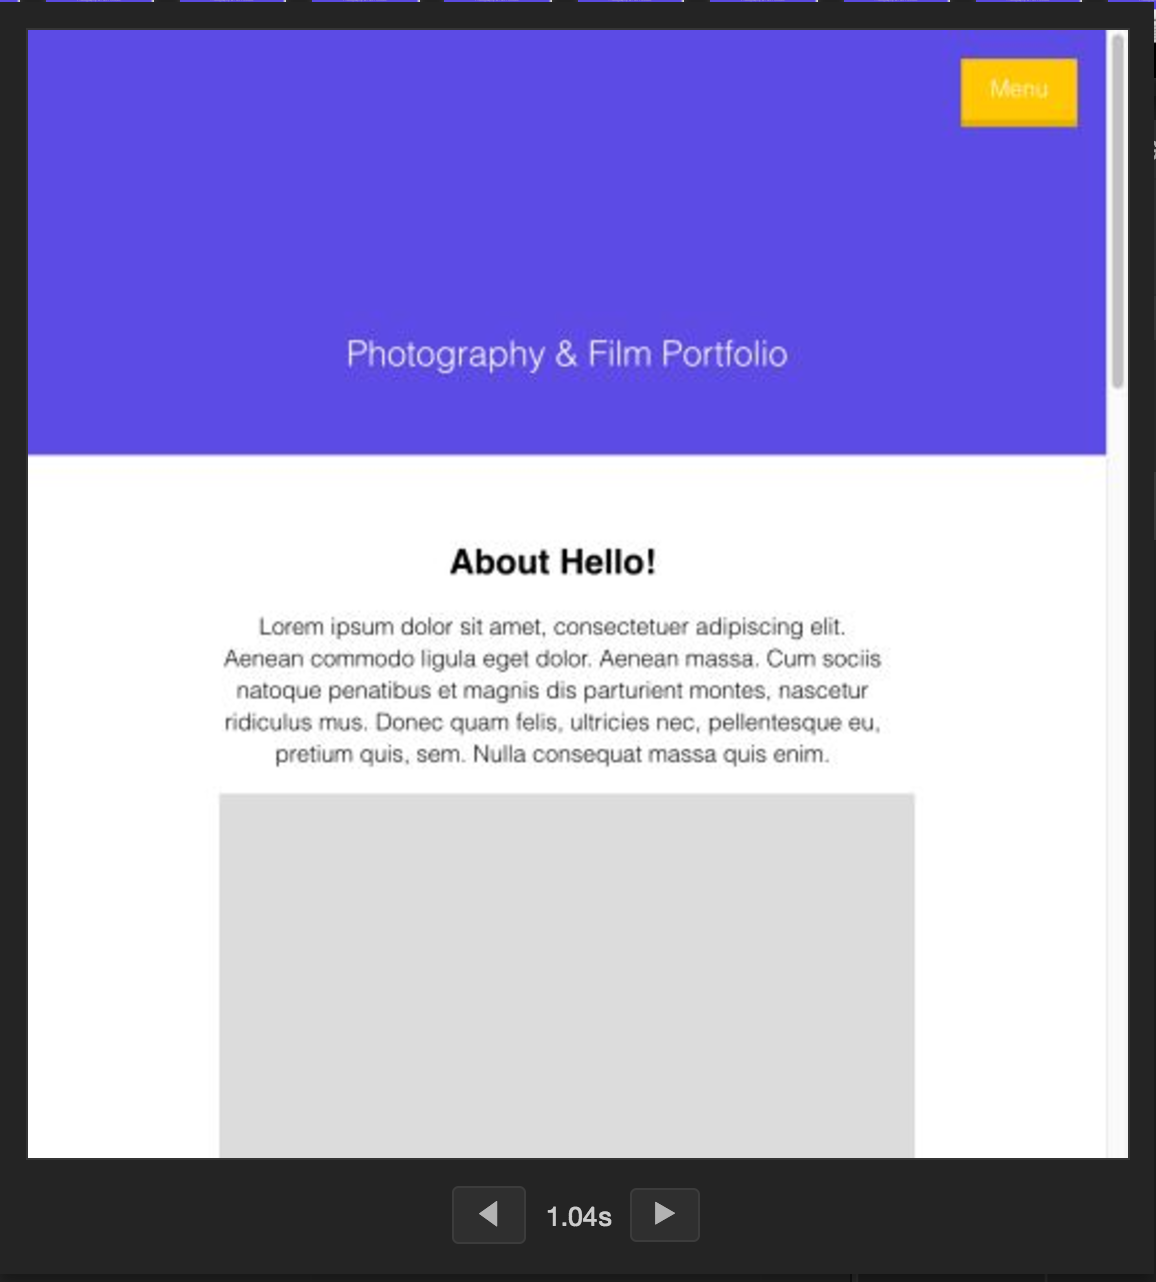 Menu
Photography & Film Portfolio
About Hello!
Lorem ipsum dolor sit amet, consectetuer adipiscing elit.
Aenean commodo ligula eget dolor. Aenean massa. Cum sociis
natoque penatibus et magnis dis parturient montes, nascetur
ridiculus mus. Donec quam felis, ultricies nec, pellentesque eu,
pretium quis, sem. Nulla consequat massa quis enim.
1.04s